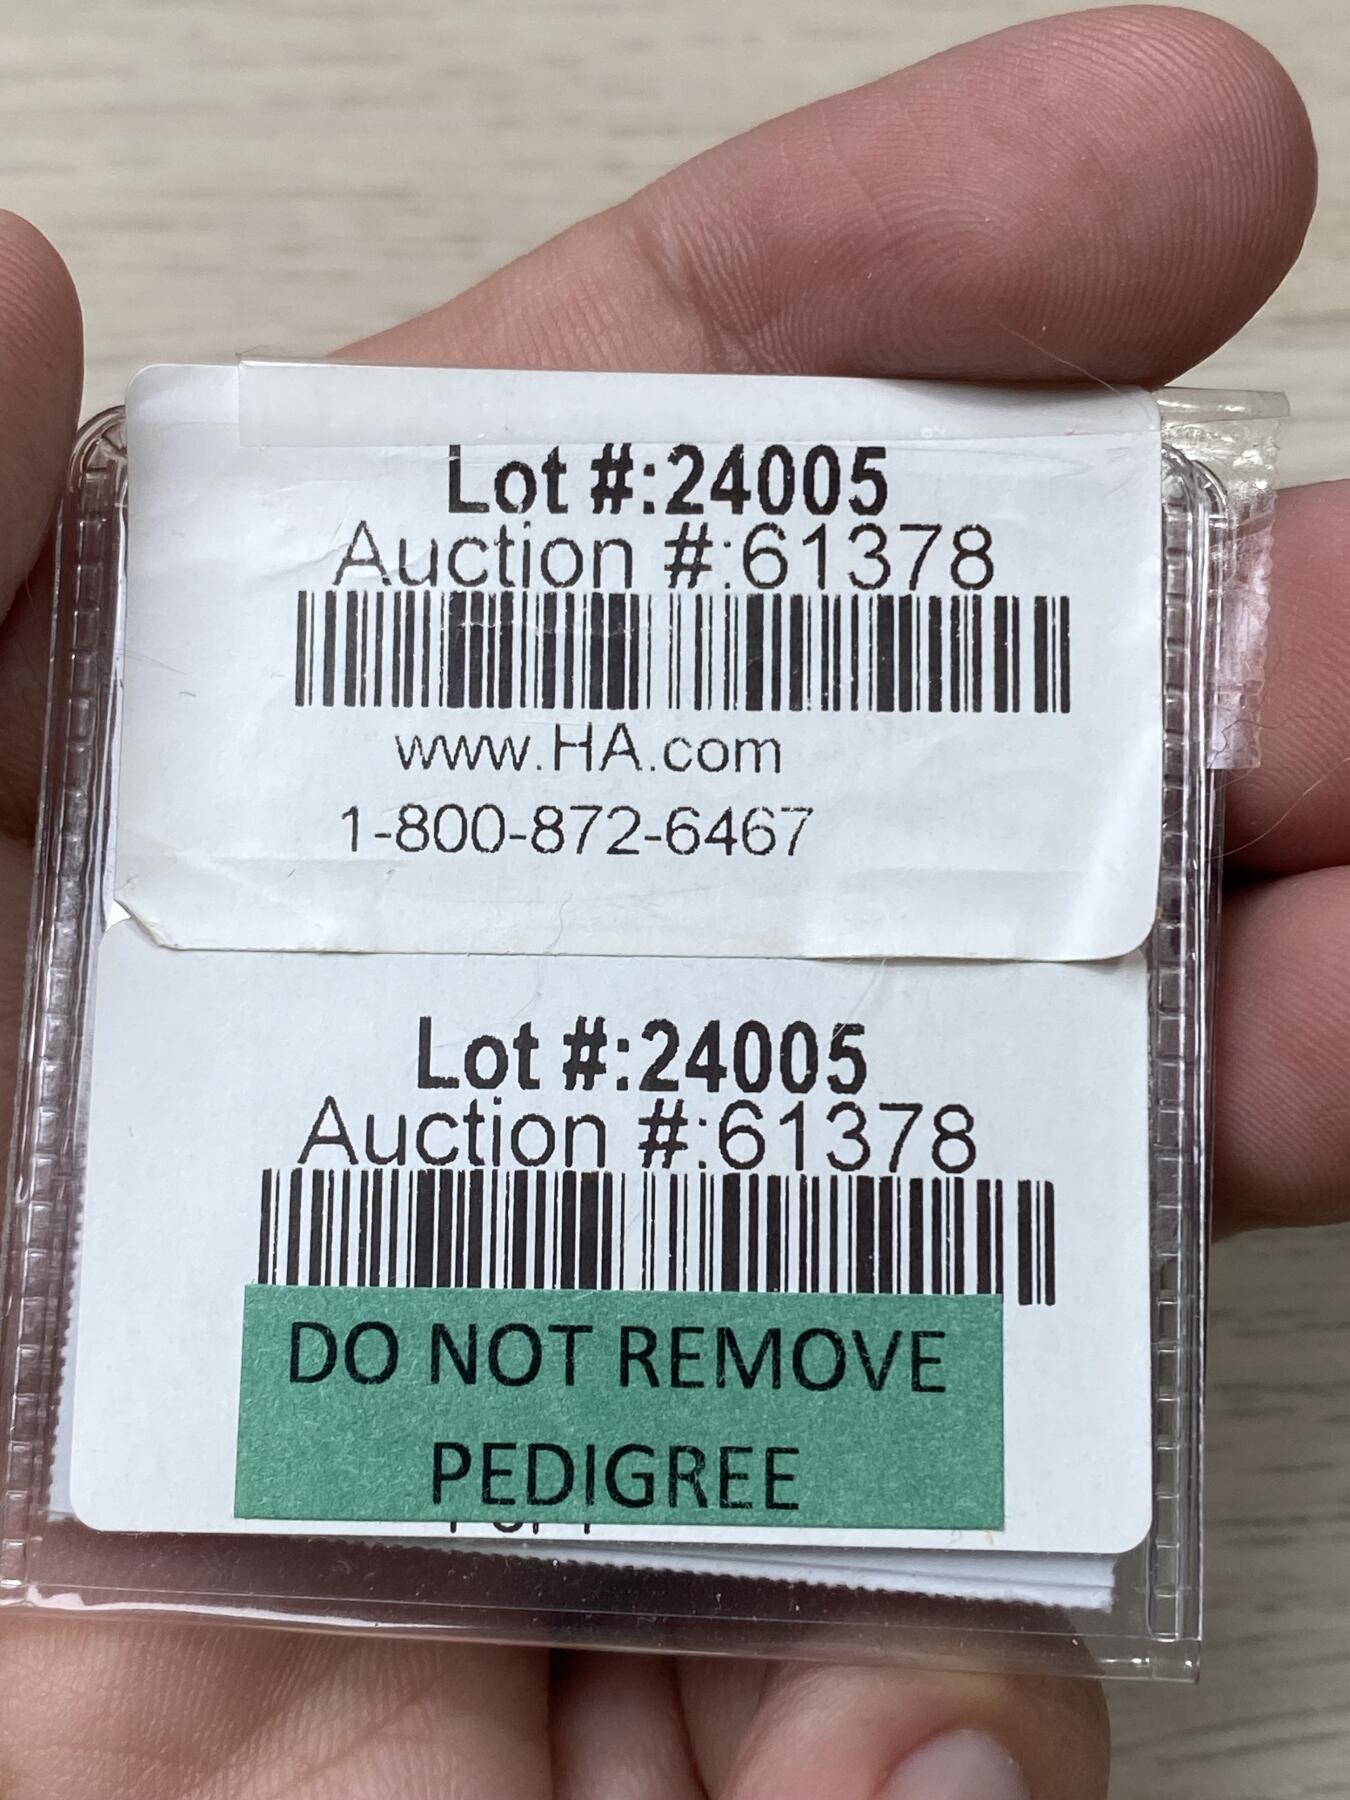 Lot #:24005
Auction #:61378
www.HA.com
1-800-872-6467
Lot #:24005
Auction #:61378
DO NOT REMOVE
PEDIGREE